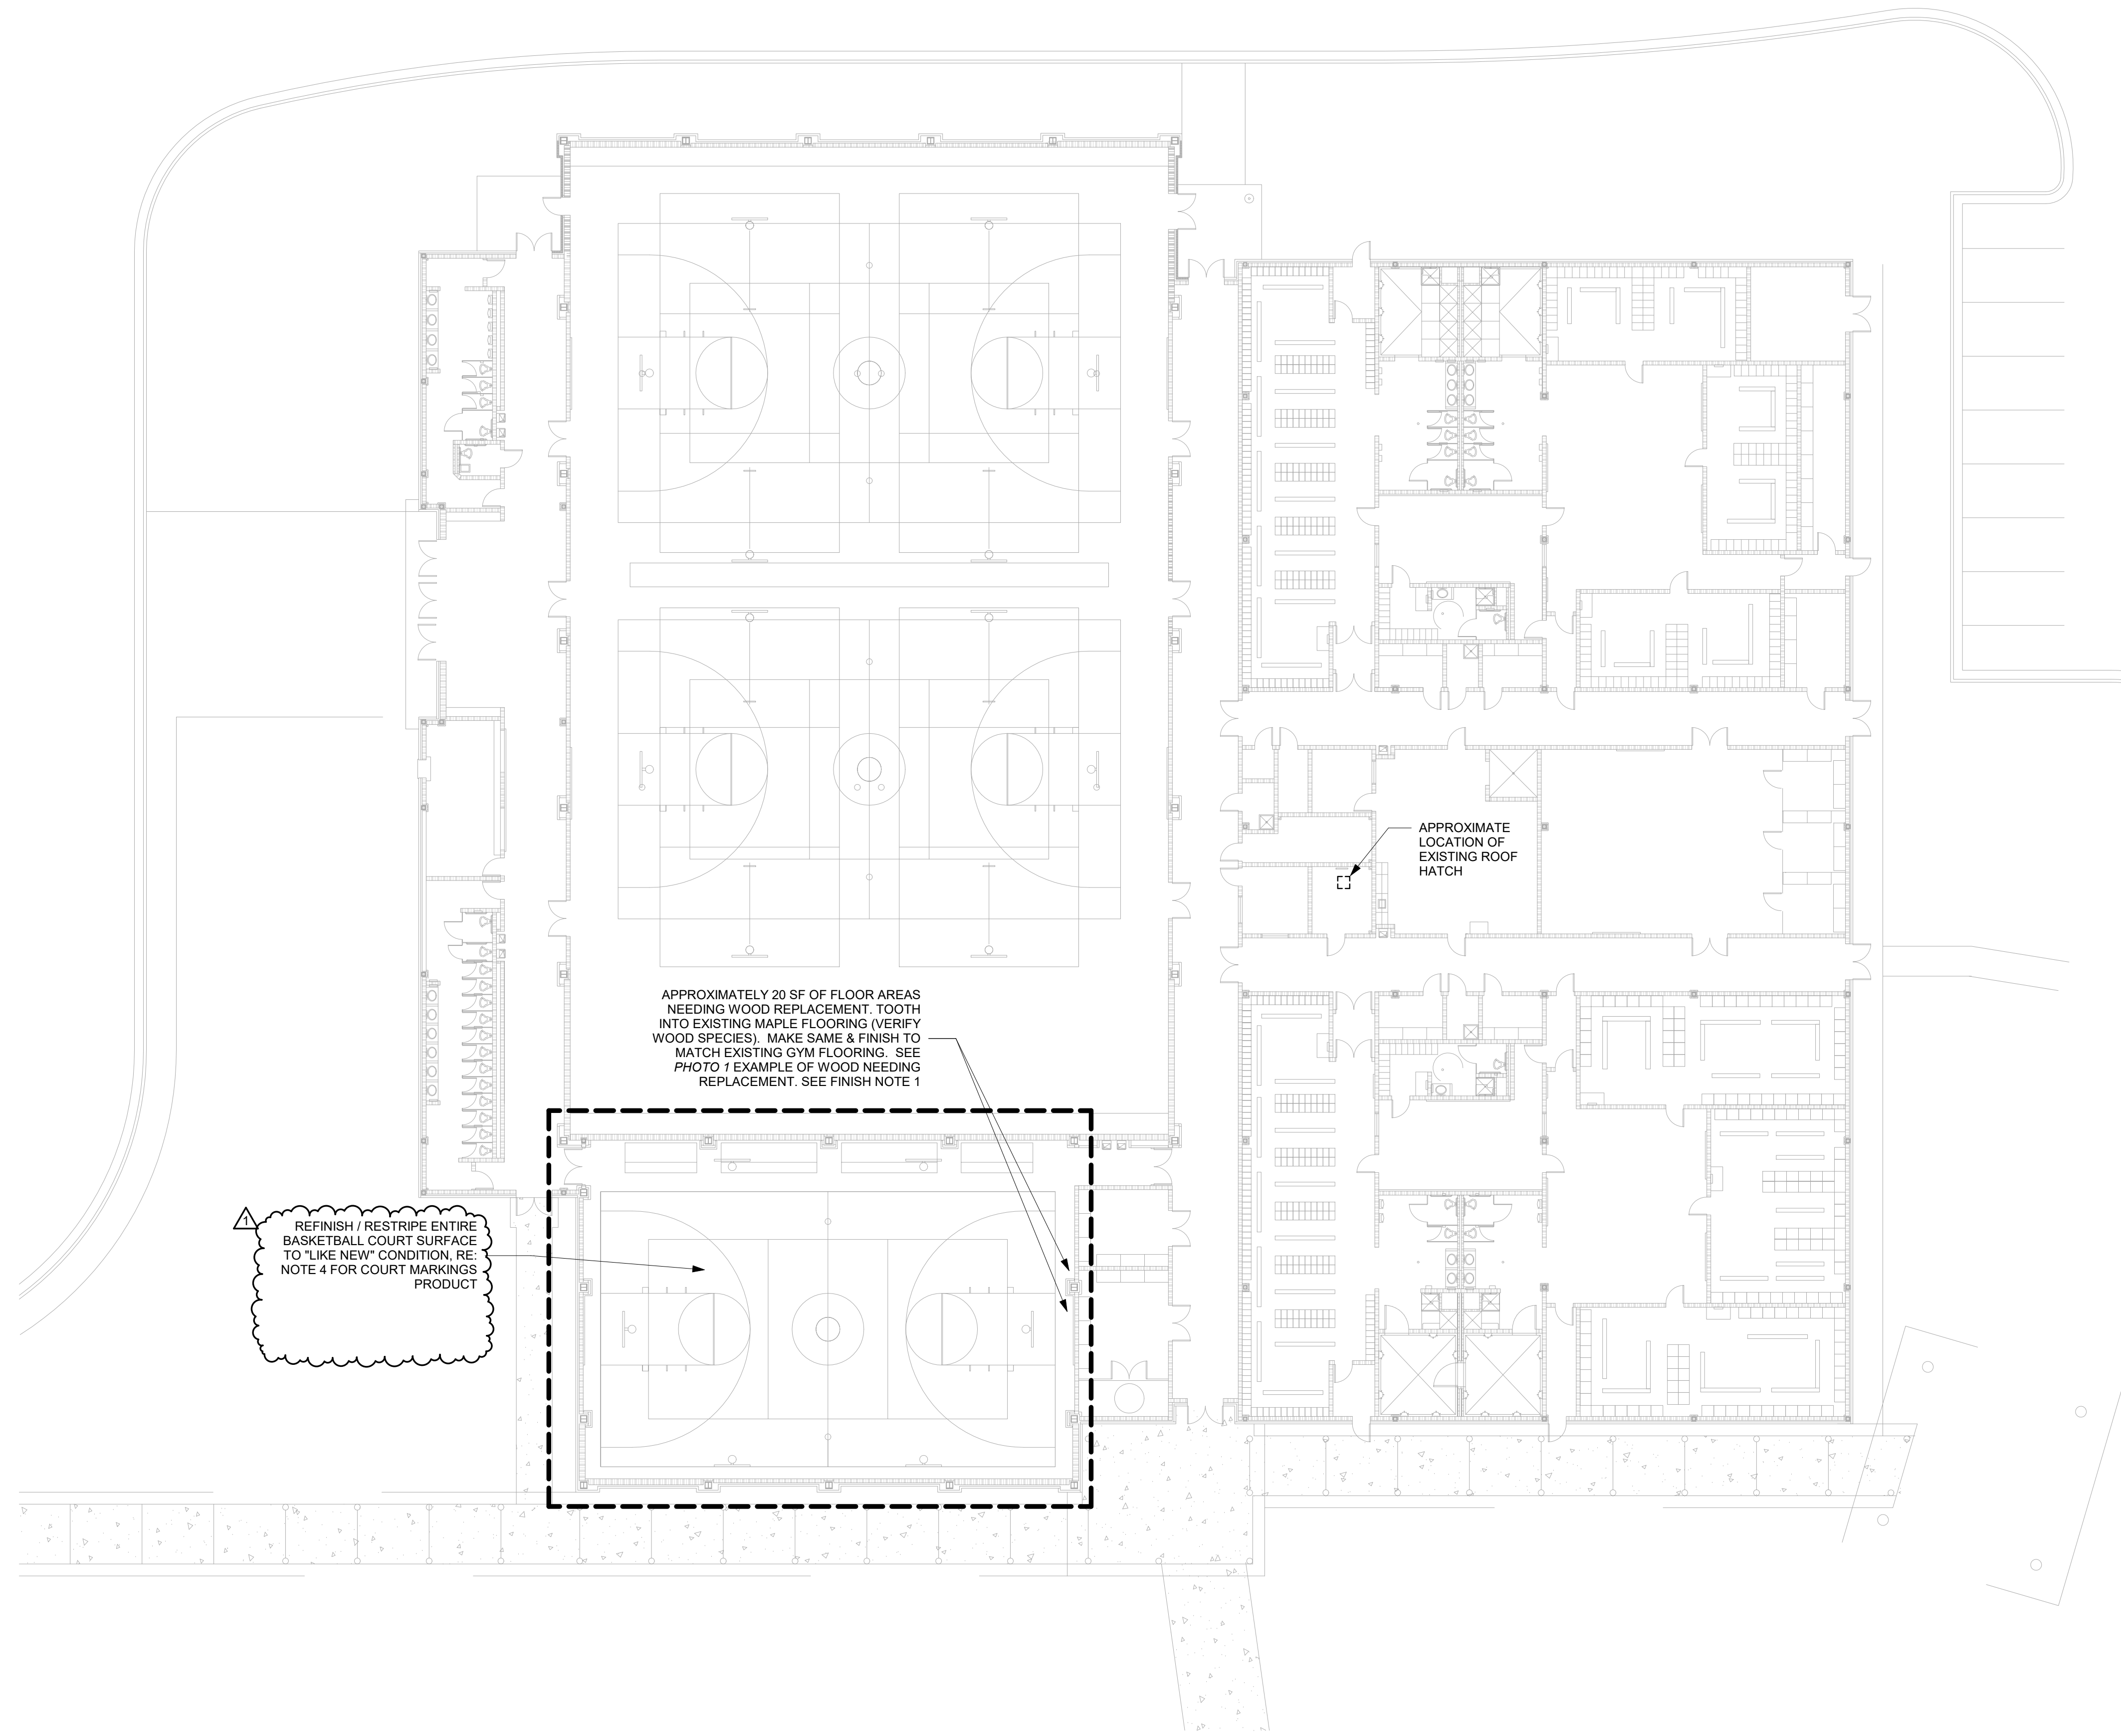 APPROXIMATE
LOCATION OF
EXISTING ROOF
HATCH
APPROXIMATELY 20 SF OF FLOOR AREAS
NEEDING WOOD REPLACEMENT. TOOTH
INTO EXISTING MAPLE FLOORING (VERIFY
WOOD SPECIES). MAKE SAME & FINISH TO
MATCH EXISTING GYM FLOORING. SEE
PHOTO 1 EXAMPLE OF WOOD NEEDING
REPLACEMENT. SEE FINISH NOTE 1
1
REFINISH / RESTRIPE ENTIRE
BASKETBALL COURT SURFACE
TO "LIKE NEW" CONDITION, RE:
NOTE 4 FOR COURT MARKINGS
PRODUCT